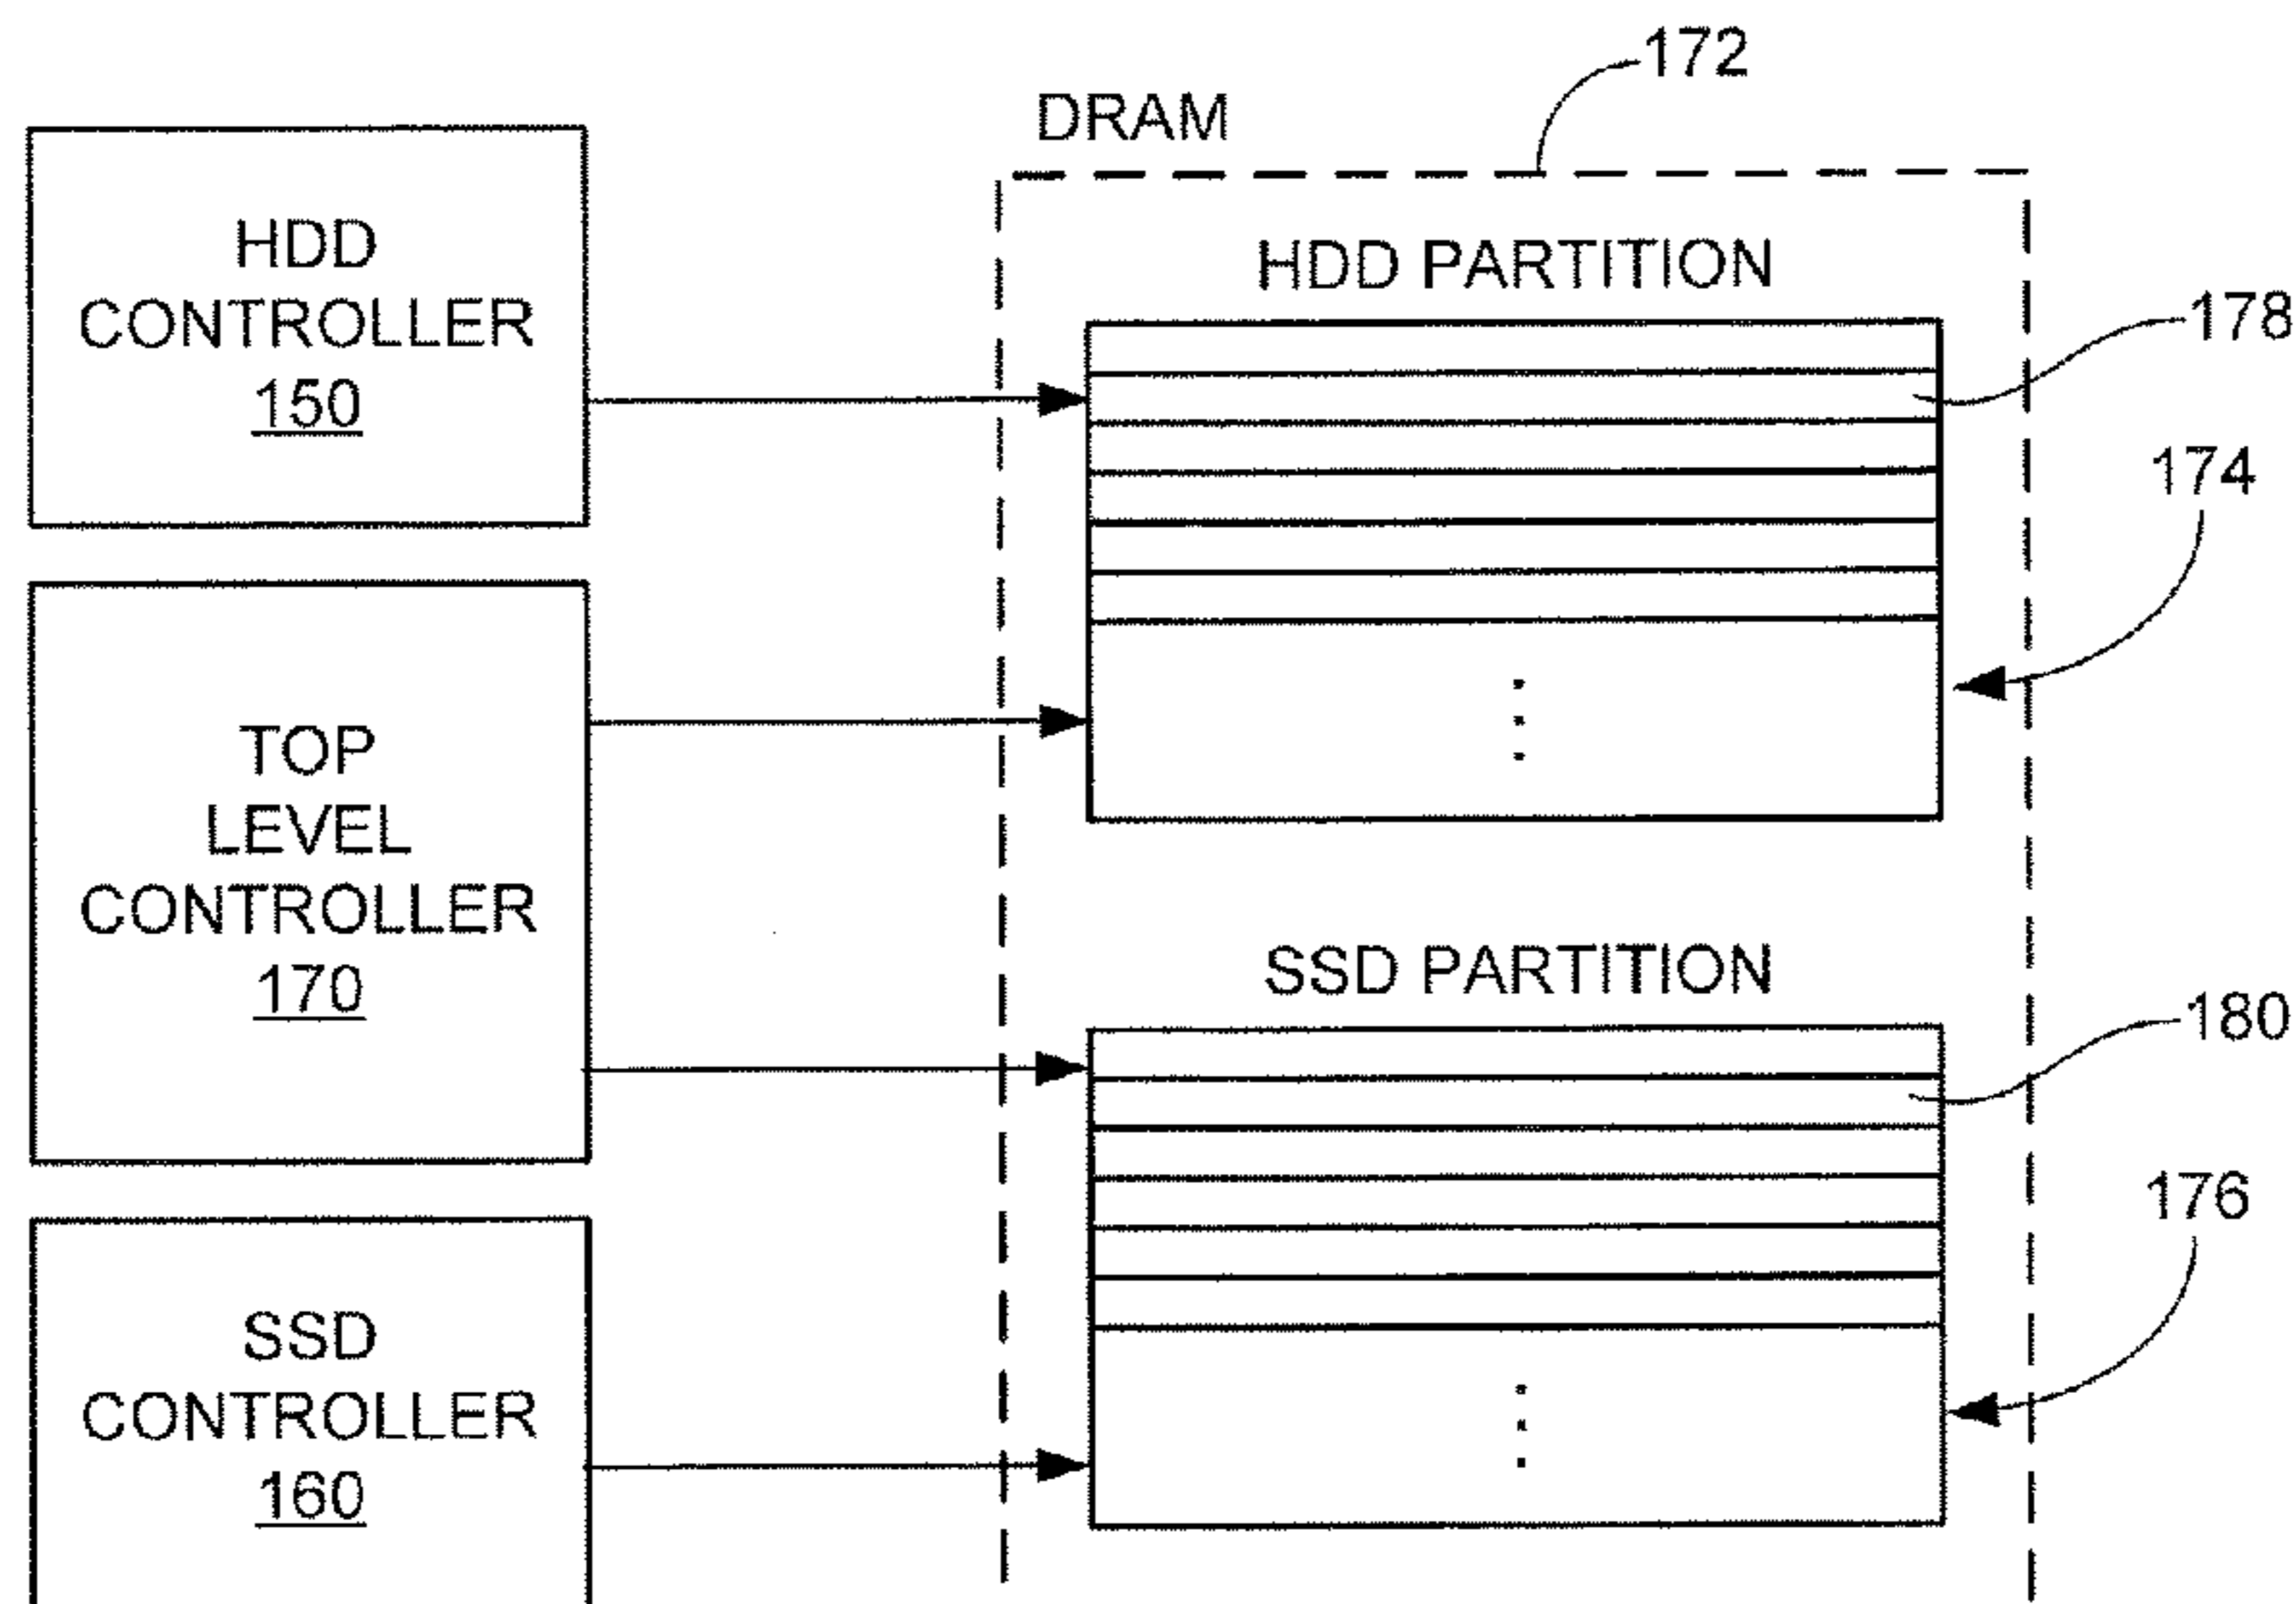 172
DRAM
HDD
CONTROLLER
150
HDD PARTITION
178
174
TOP
LEVEL
CONTROLLER
170
SSD PARTITION
180
176
SSD
CONTROLLER
160